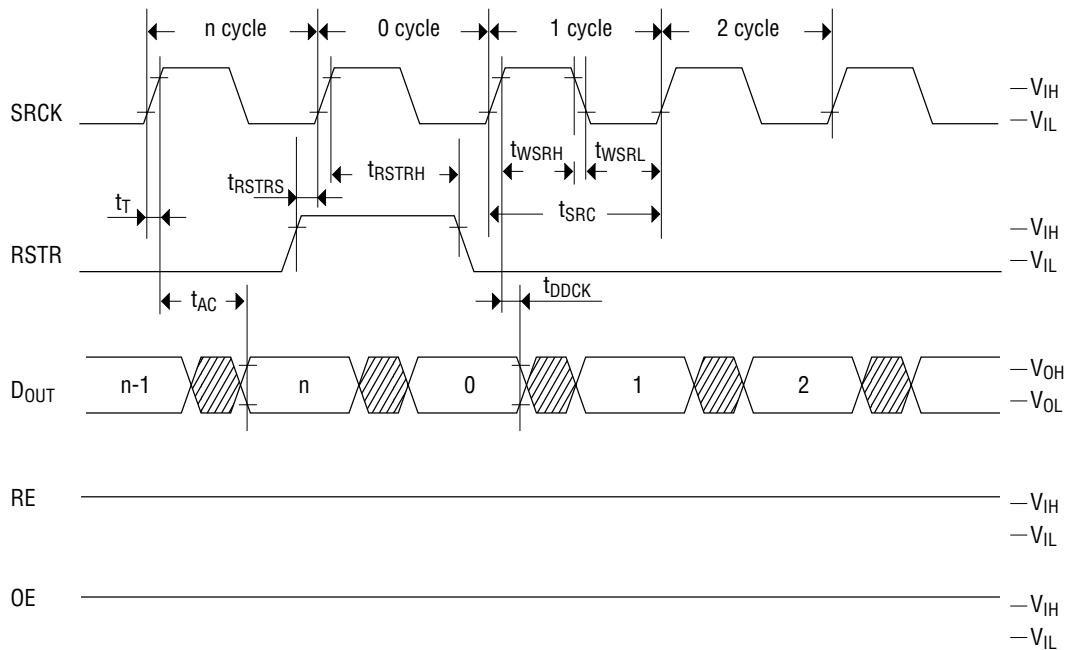 n cycle 0 cycle 1 cycle 2 cycle
SRCK
VIH
VIL
tWSRH tWSRL
tRSTRS tRSTRH
tT tSRC
RSTR
VIH
VIL
tAC tDDCK
DOUT n-1 n 0 1 2
VOH
VOL
RE
VIH
VIL
OE
VIH
VIL